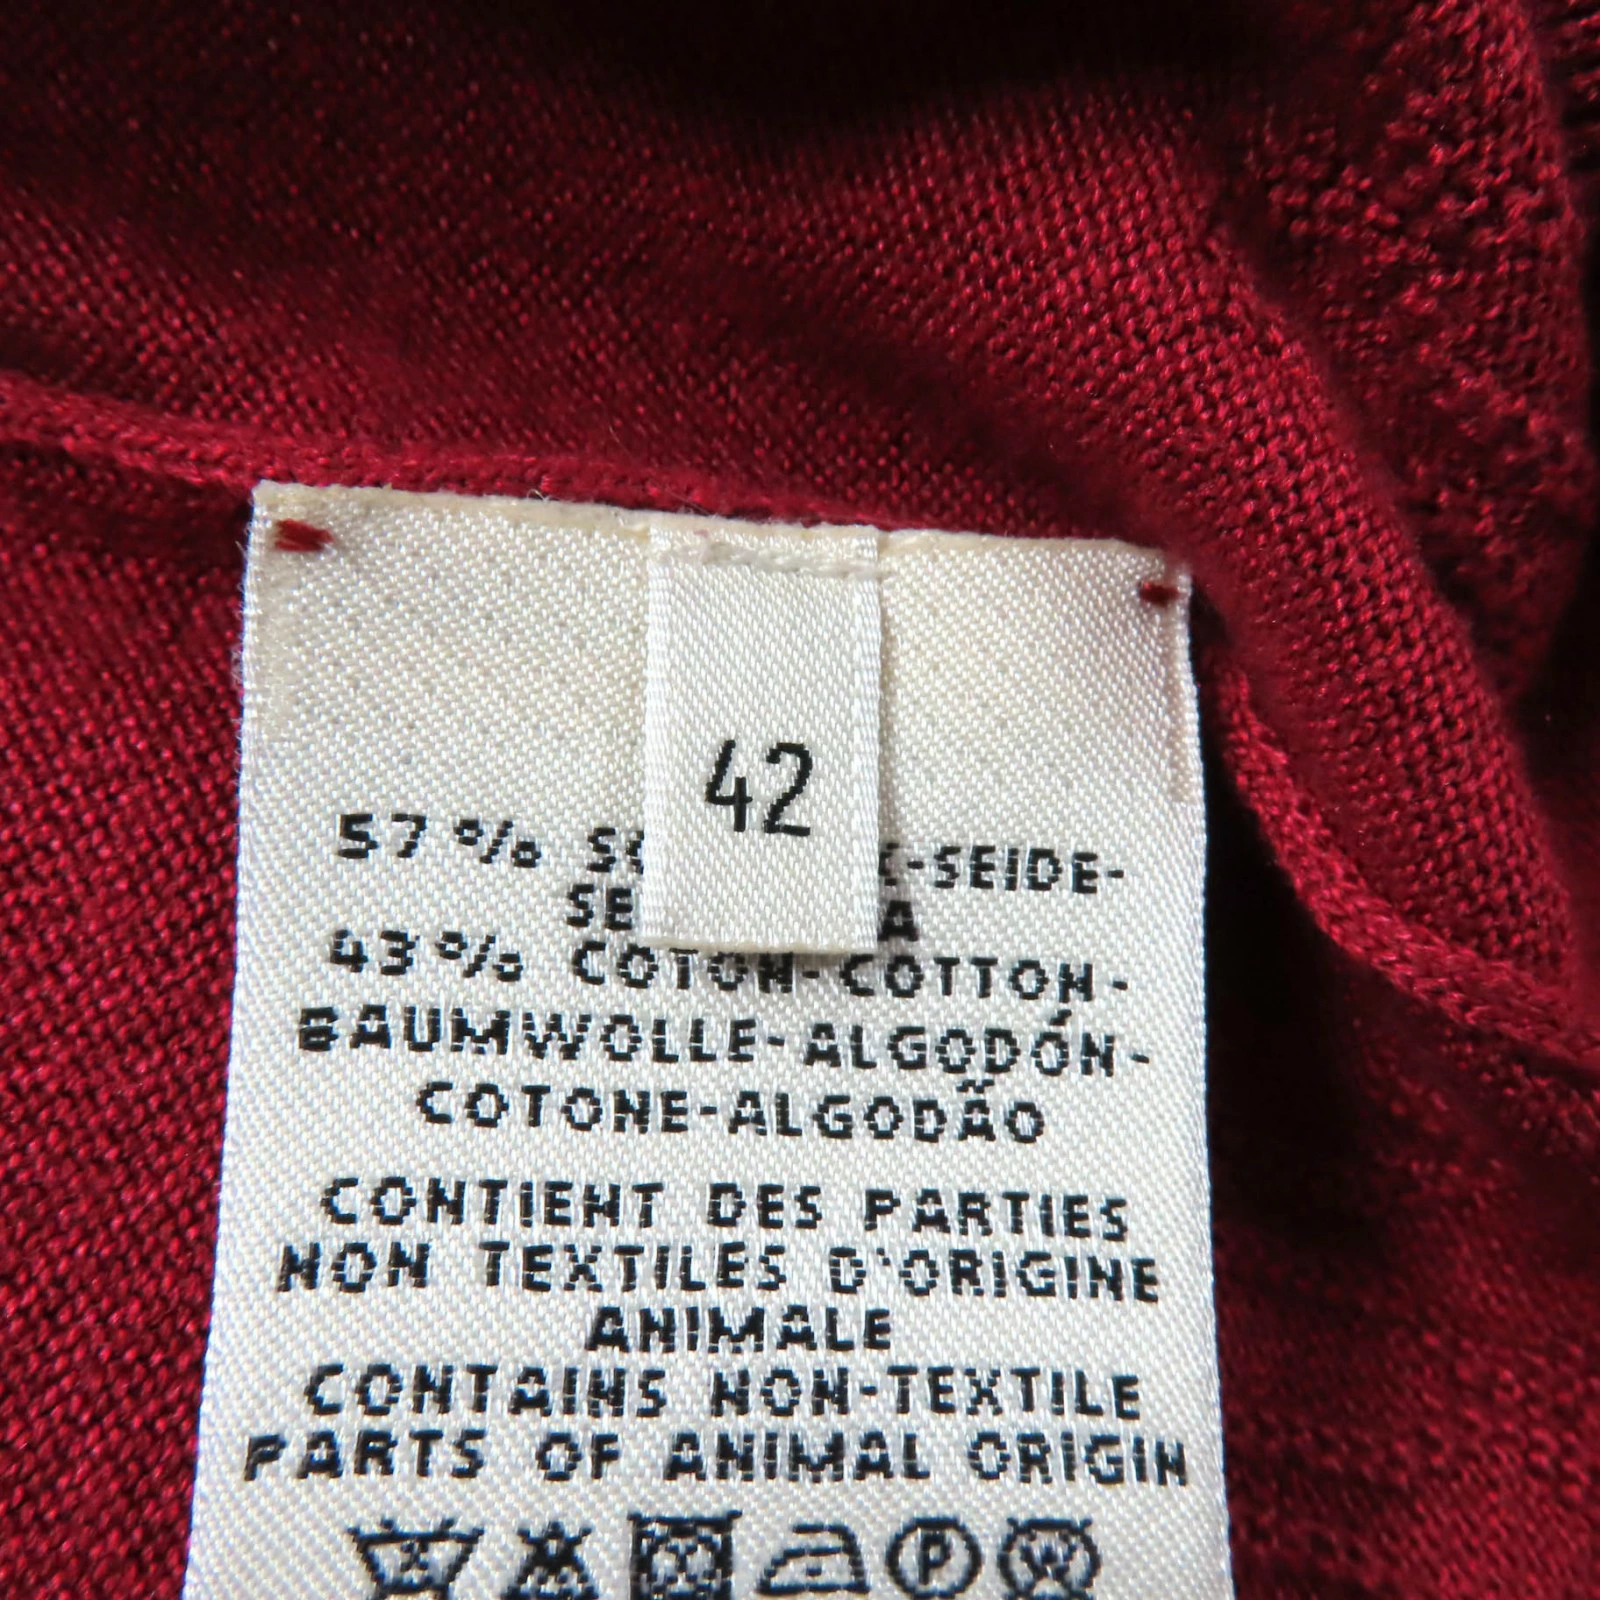 42
57%
-SEIDE-
43% COTON-COTTON-
BAUMWOLLE-ALGODÓN-
COTONE-ALGODÃO
CONTIENT DES PARTIES
NON TEXTILES D'ORIGINE
ANIMALE
CONTAINS NON-TEXTILE
PARTS OF ANIMAL ORIGIN
P W